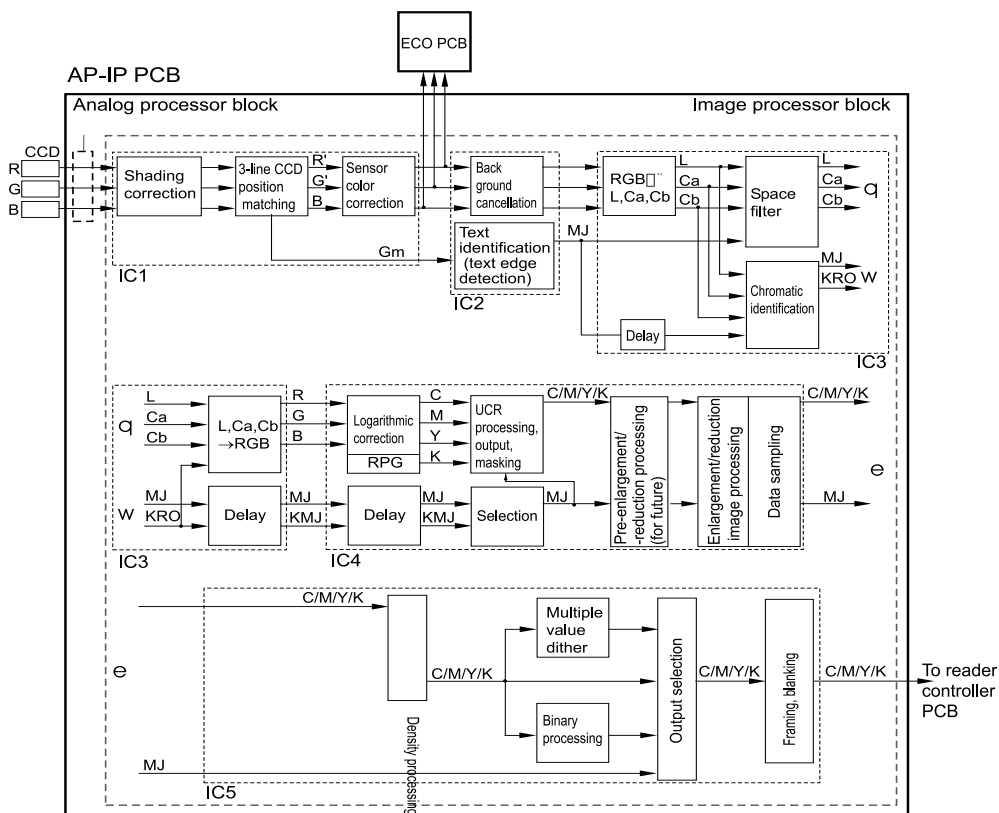 ECO PCB
AP-IP PCB
Analog processor block
Image processor block
CCD
R
G
B
Shading
correction
3-line CCD
position
matching
R'
G'
B
Sensor
color
correction
Back
ground
cancellation
RGB
L,Ca,Cb
L
Ca
Cb
Space
filter
L
Ca
Cb
q
Gm
Text
identification
(text edge
detection)
MJ
Chromatic
identification
MJ
KRO
W
Delay
IC1
IC2
IC3
q
L
Ca
Cb
L,Ca,Cb
→RGB
R
G
B
Logarithmic
correction
RPG
C
M
Y
K
UCR
processing,
output,
masking
C/M/Y/K
Pre-enlargement/
-reduction processing
(for future)
Enlargement/reduction
image processing
Data sampling
C/M/Y/K
e
W
MJ
KRO
Delay
MJ
KMJ
Delay
MJ
KMJ
Selection
MJ
MJ
IC3
IC4
C/M/Y/K
e
Density processing
C/M/Y/K
Multiple
value
dither
Binary
processing
Output selection
C/M/Y/K
Framing, blanking
C/M/Y/K
To reader
controller
PCB
MJ
IC5